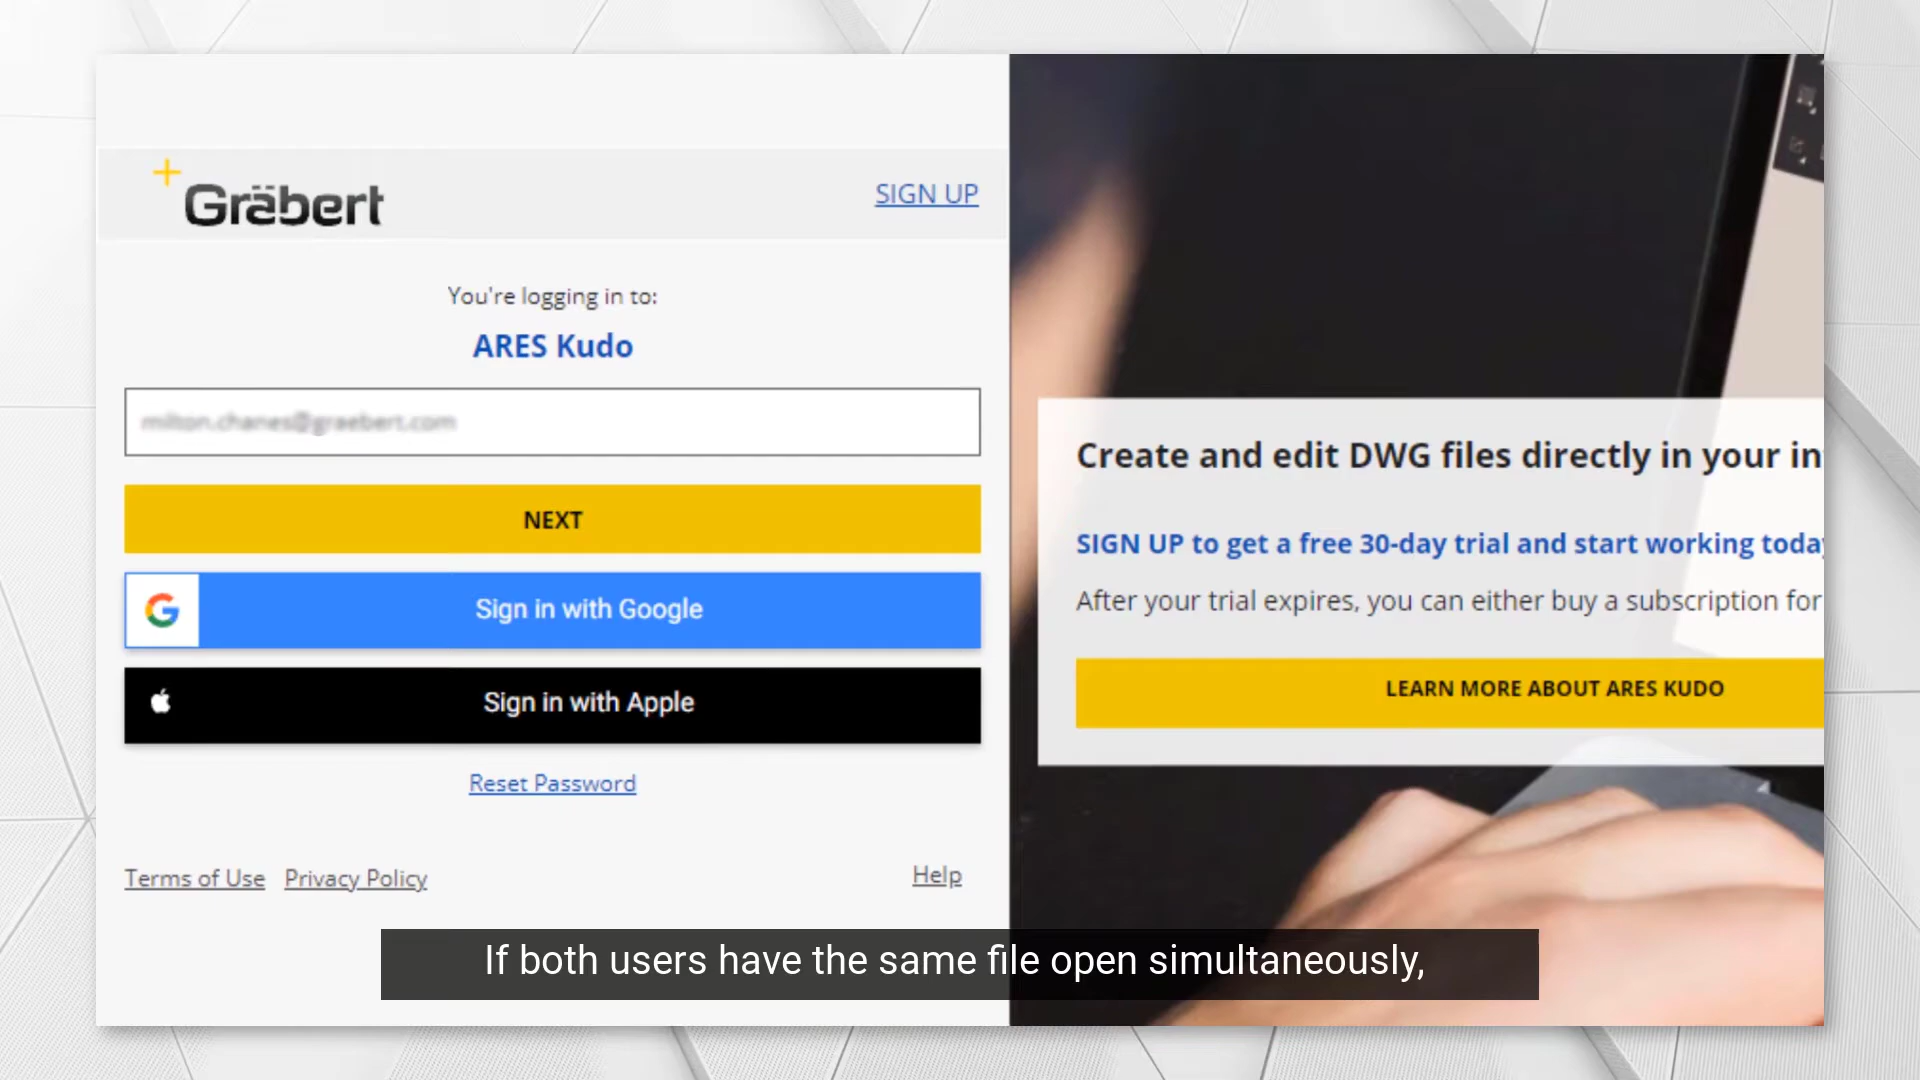 Gräbert
SIGN UP
You're logging in to:
ARES Kudo
NEXT
Sign in with Google
Sign in with Apple
Reset Password
Terms of Use Privacy Policy
Help
Create and edit DWG files directly in your in
SIGN UP to get a free 30-day trial and start working today
After your trial expires, you can either buy a subscription for
LEARN MORE ABOUT ARES KUDO
If both users have the same file open simultaneously,